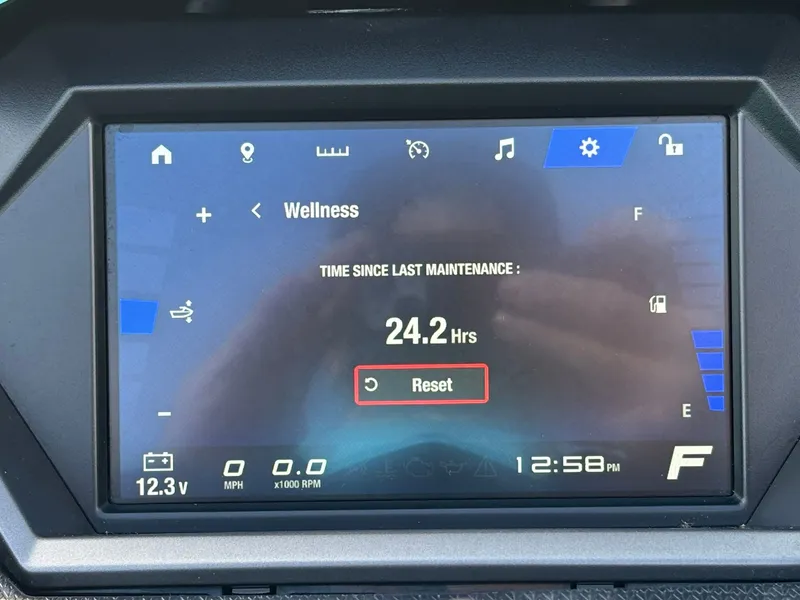 + Wellness F
TIME SINCE LAST MAINTENANCE :
24.2 Hrs
Reset
− E
12.3 V
0 MPH
0.0 x1000 RPM
12:58 PM
F